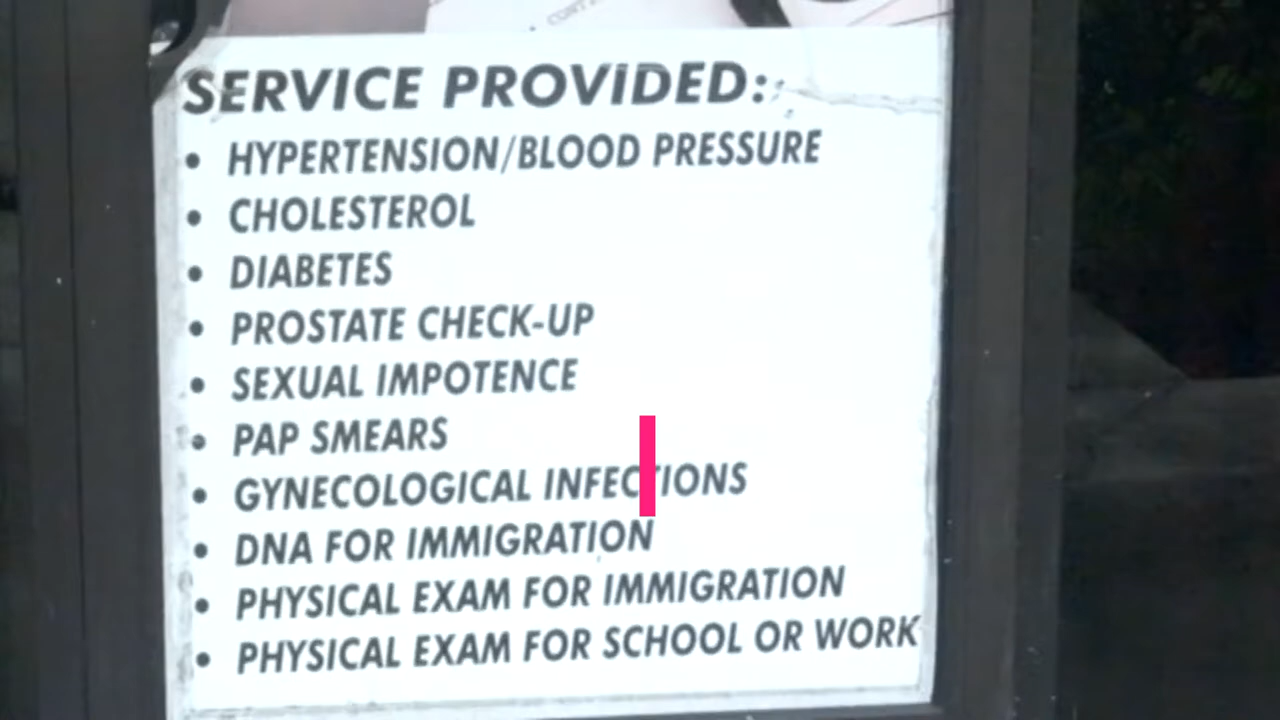 SERVICE PROVIDED:
• HYPERTENSION/BLOOD PRESSURE
• CHOLESTEROL
• DIABETES
• PROSTATE CHECK-UP
• SEXUAL IMPOTENCE
• PAP SMEARS
• GYNECOLOGICAL INFECTIONS
• DNA FOR IMMIGRATION
• PHYSICAL EXAM FOR IMMIGRATION
• PHYSICAL EXAM FOR SCHOOL OR WORK